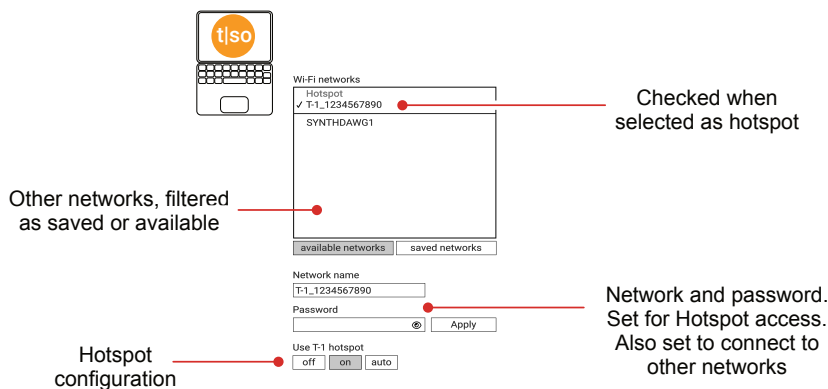 t|so
Wi-Fi networks
Hotspot
✓ T-1_1234567890
SYNTHDAWG1
Checked when
selected as hotspot
Other networks, filtered
as saved or available
available networks saved networks
Network name
T-1_1234567890
Password
Apply
Network and password.
Set for Hotspot access.
Also set to connect to
other networks
Use T-1 hotspot
off on auto
Hotspot
configuration